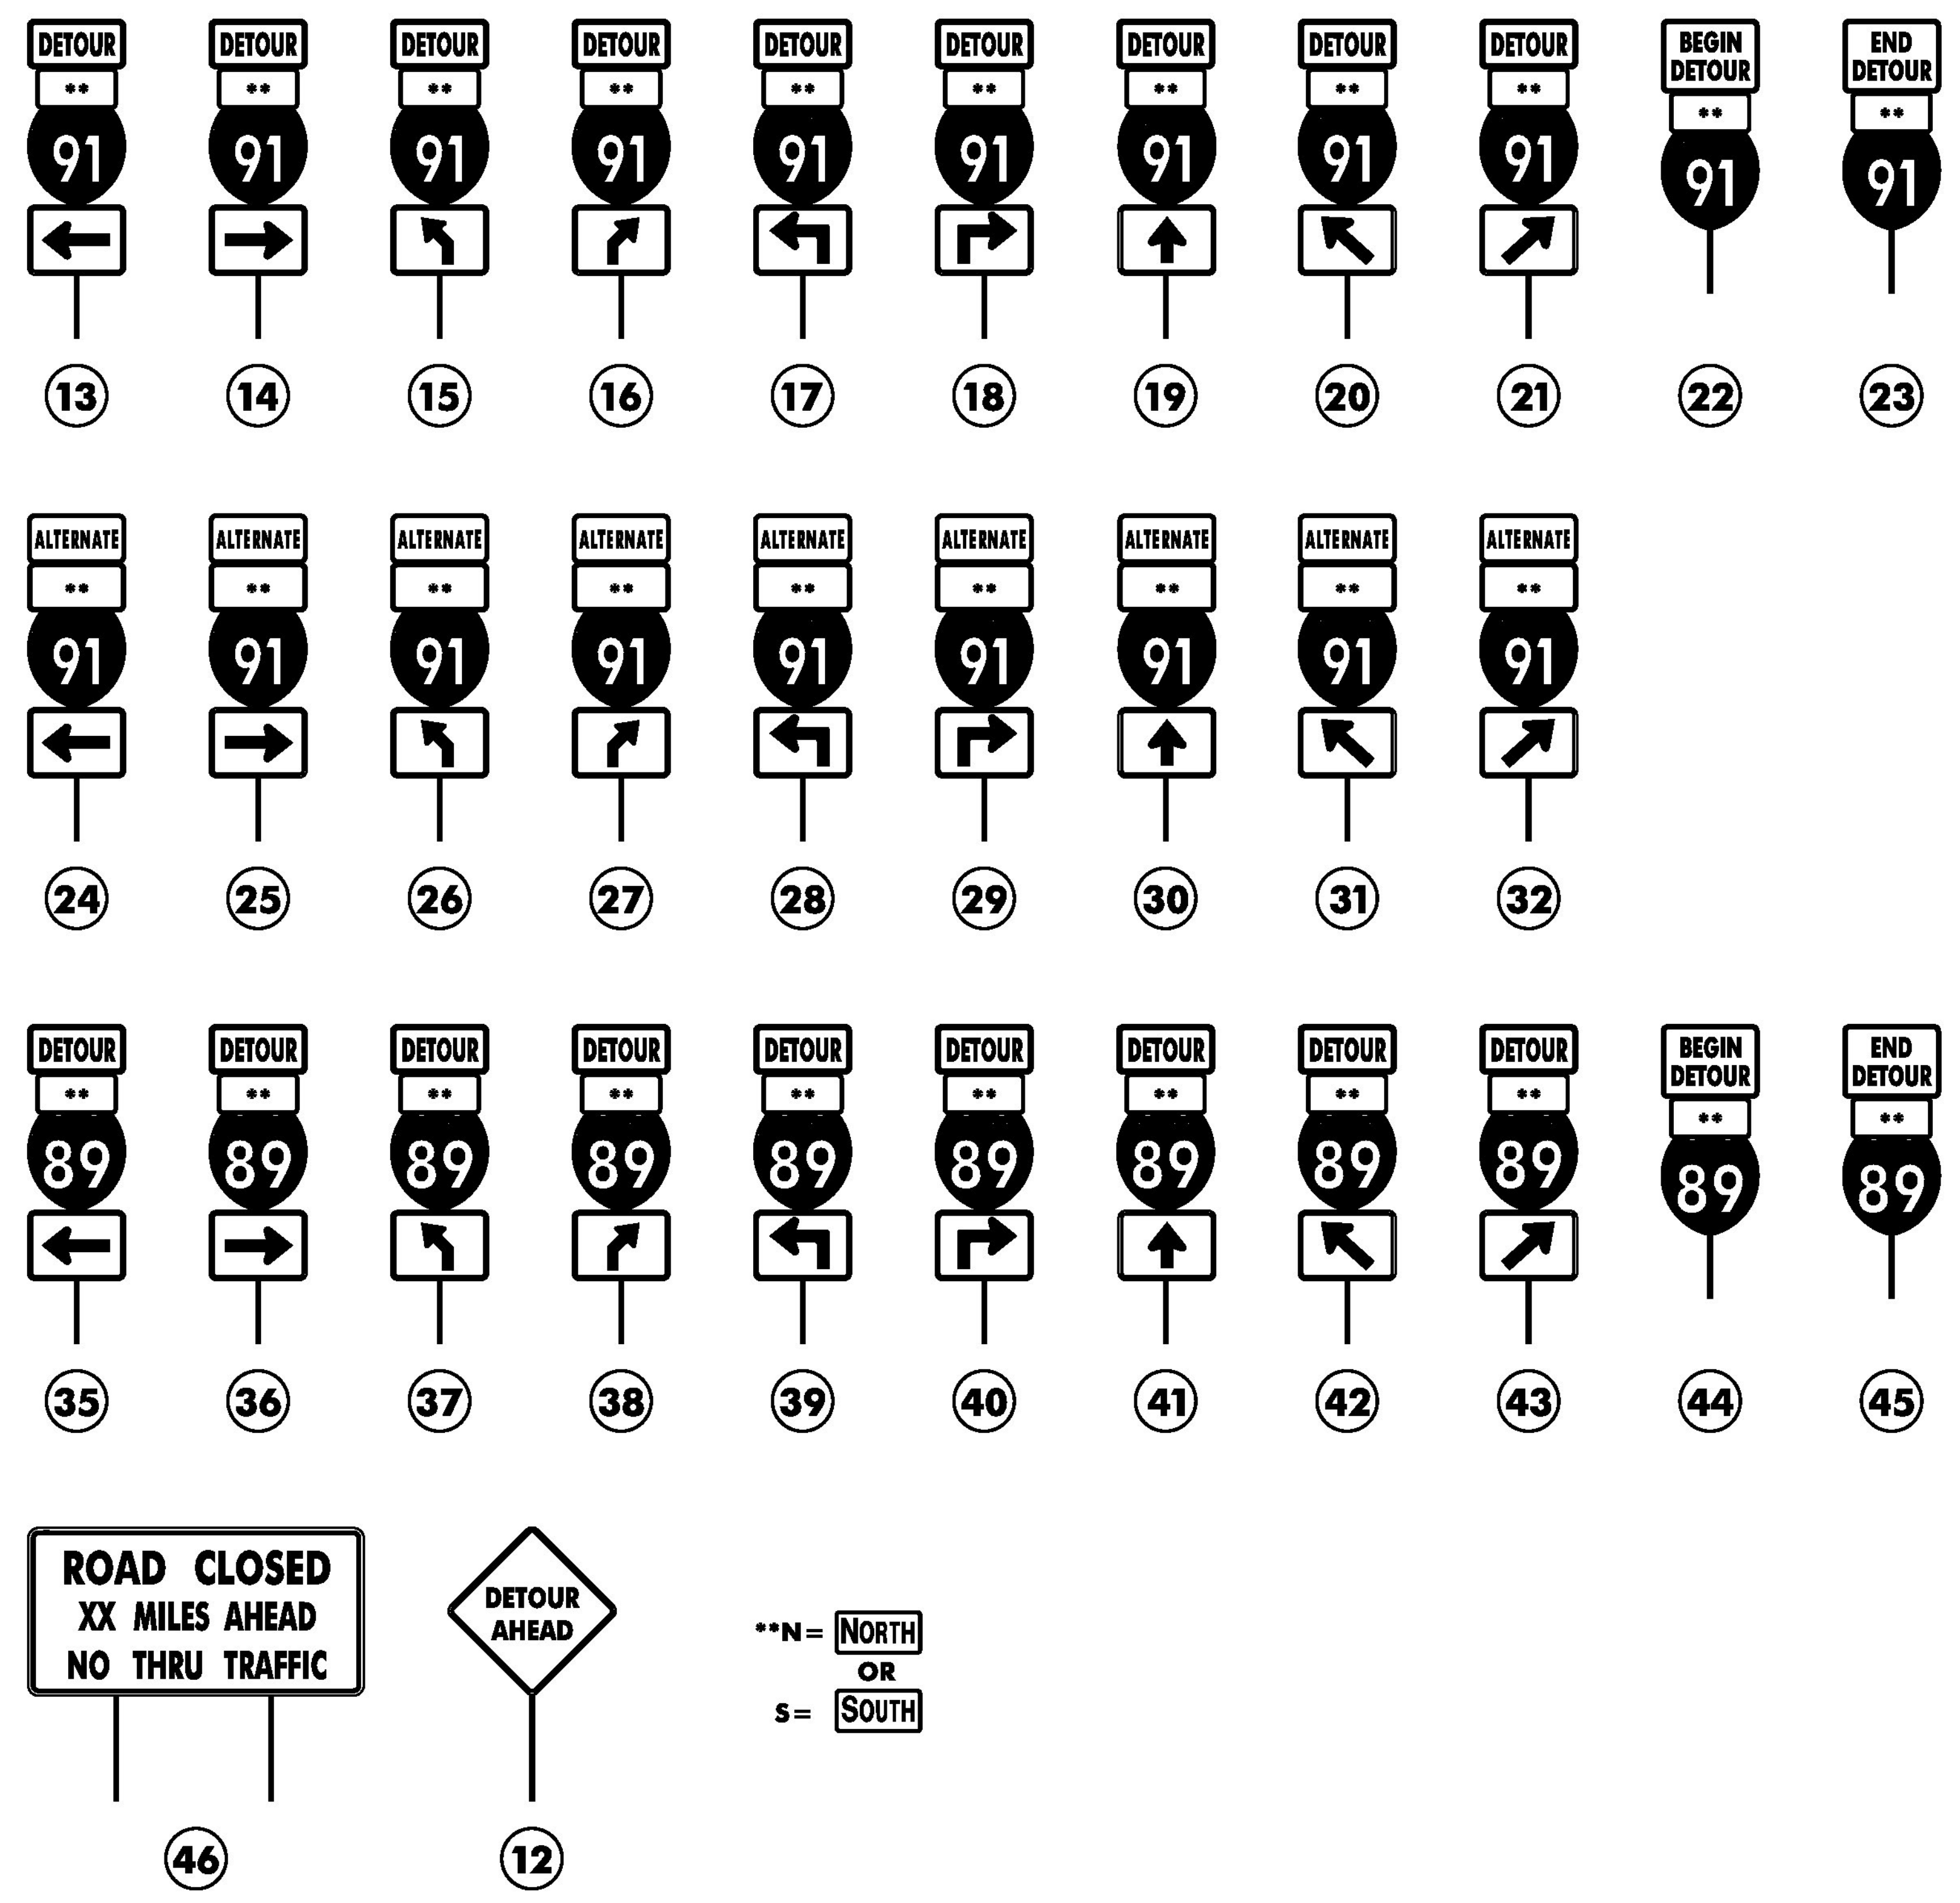 DETOUR DETOUR DETOUR DETOUR DETOUR DETOUR DETOUR DETOUR DETOUR BEGIN DETOUR END DETOUR
** ** ** ** ** ** ** ** ** ** **
91 91 91 91 91 91 91 91 91 91 91
13 14 15 16 17 18 19 20 21 22 23
ALTERNATE ALTERNATE ALTERNATE ALTERNATE ALTERNATE ALTERNATE ALTERNATE ALTERNATE ALTERNATE
** ** ** ** ** ** ** ** **
91 91 91 91 91 91 91 91 91
24 25 26 27 28 29 30 31 32
DETOUR DETOUR DETOUR DETOUR DETOUR DETOUR DETOUR DETOUR DETOUR BEGIN DETOUR END DETOUR
** ** ** ** ** ** ** ** ** ** **
89 89 89 89 89 89 89 89 89 89 89
35 36 37 38 39 40 41 42 43 44 45
ROAD CLOSED
XX MILES AHEAD
NO THRU TRAFFIC
46
DETOUR
AHEAD
12
**N= NORTH
OR
S= SOUTH